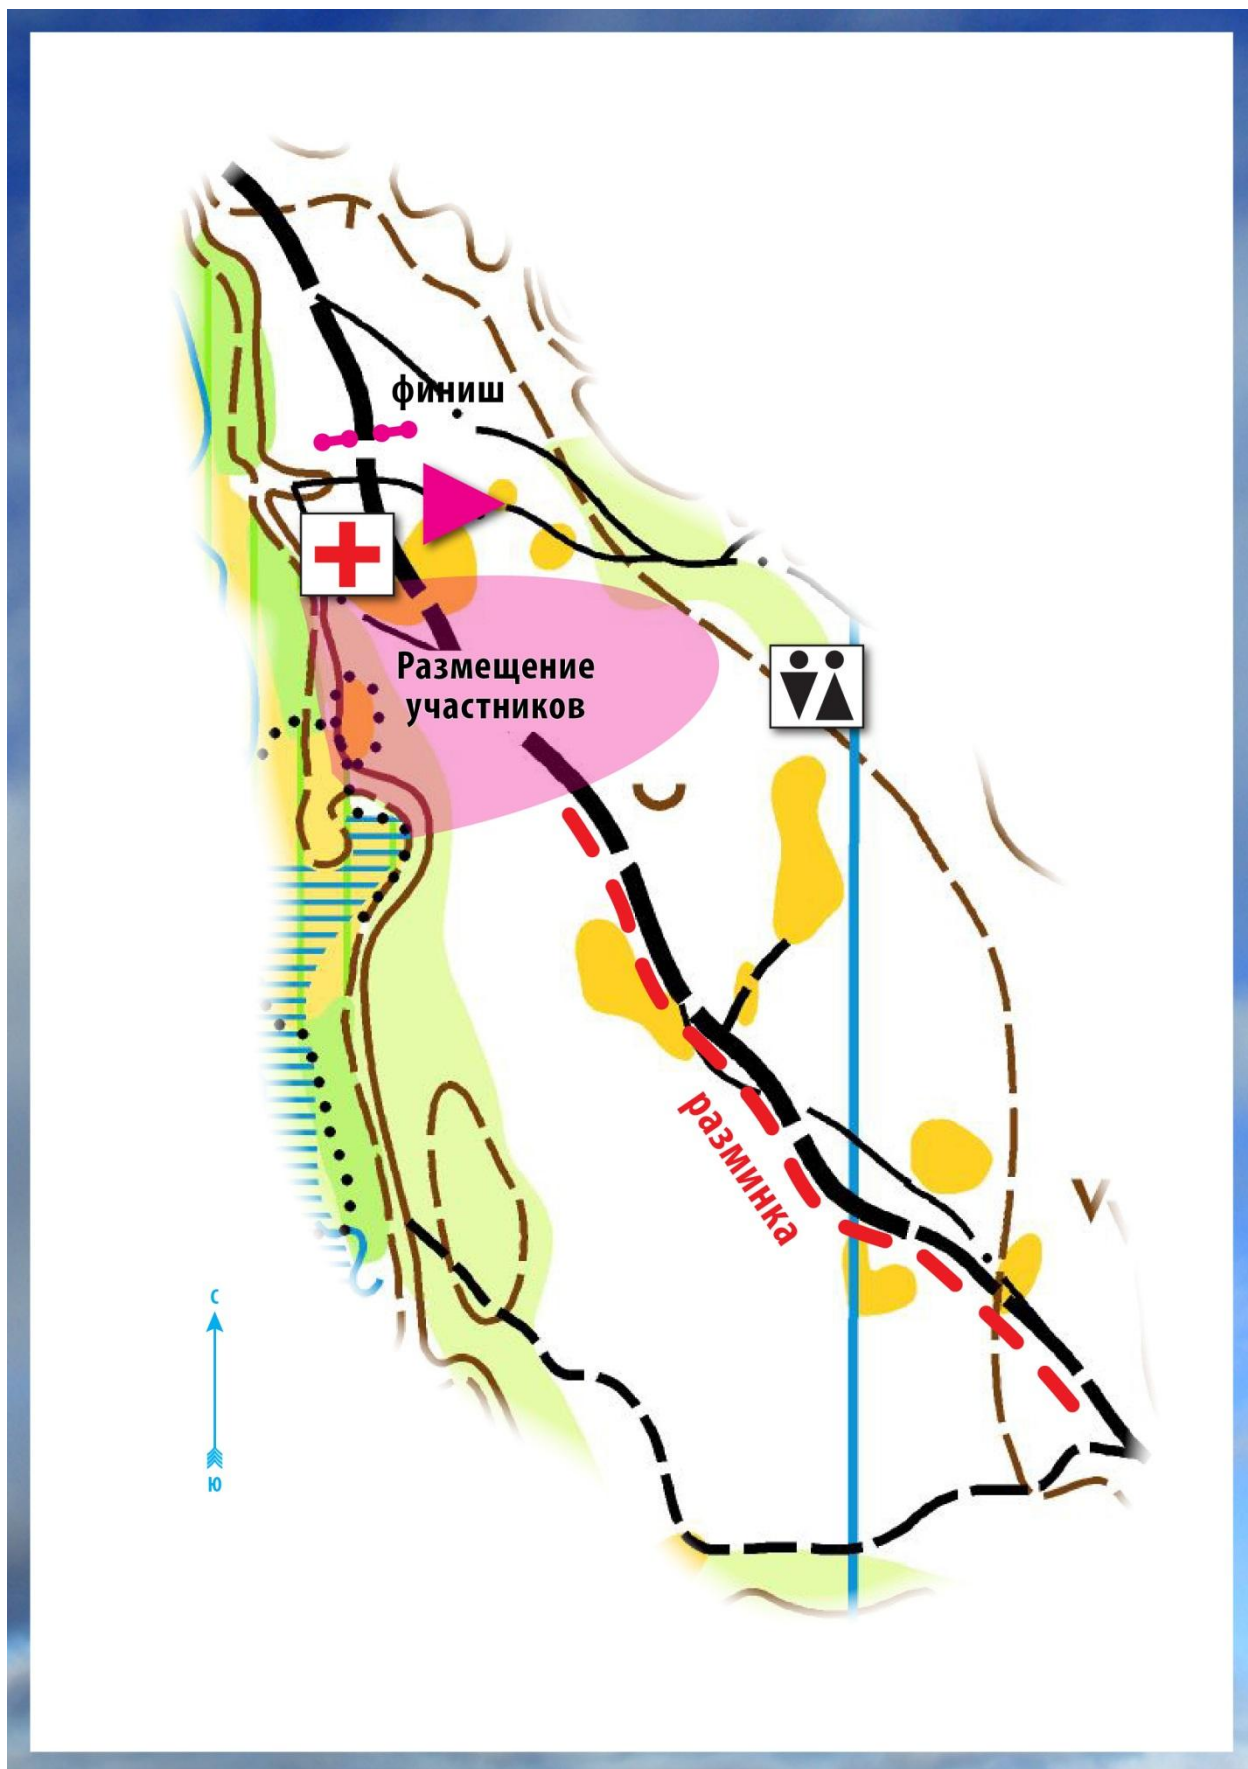 финиш
Размещение
участников
разминка
С
Ю